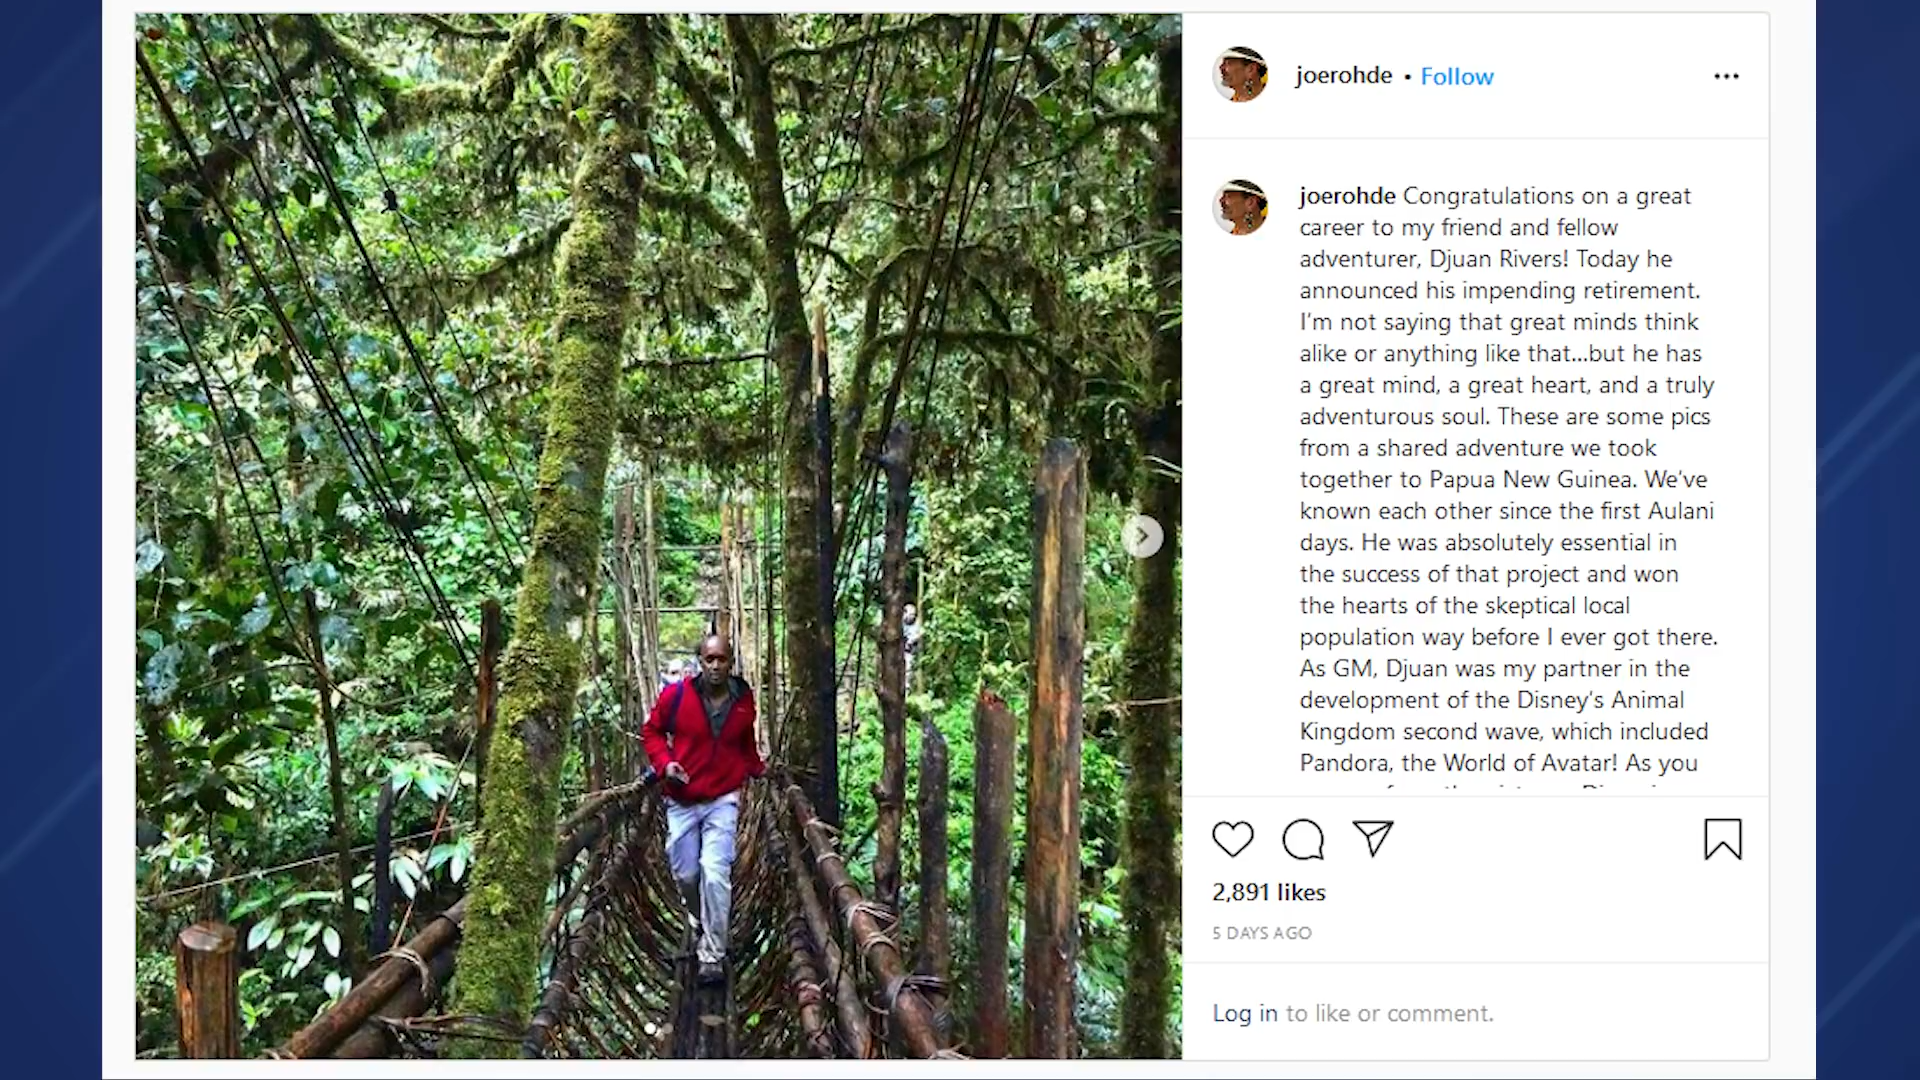 joerohde • Follow
joerohde Congratulations on a great
career to my friend and fellow
adventurer, Djuan Rivers! Today he
announced his impending retirement.
I'm not saying that great minds think
alike or anything like that...but he has
a great mind, a great heart, and a truly
adventurous soul. These are some pics
from a shared adventure we took
together to Papua New Guinea. We've
known each other since the first Aulani
days. He was absolutely essential in
the success of that project and won
the hearts of the skeptical local
population way before I ever got there.
As GM, Djuan was my partner in the
development of the Disney's Animal
Kingdom second wave, which included
Pandora, the World of Avatar! As you
2,891 likes
5 DAYS AGO
Log in to like or comment.